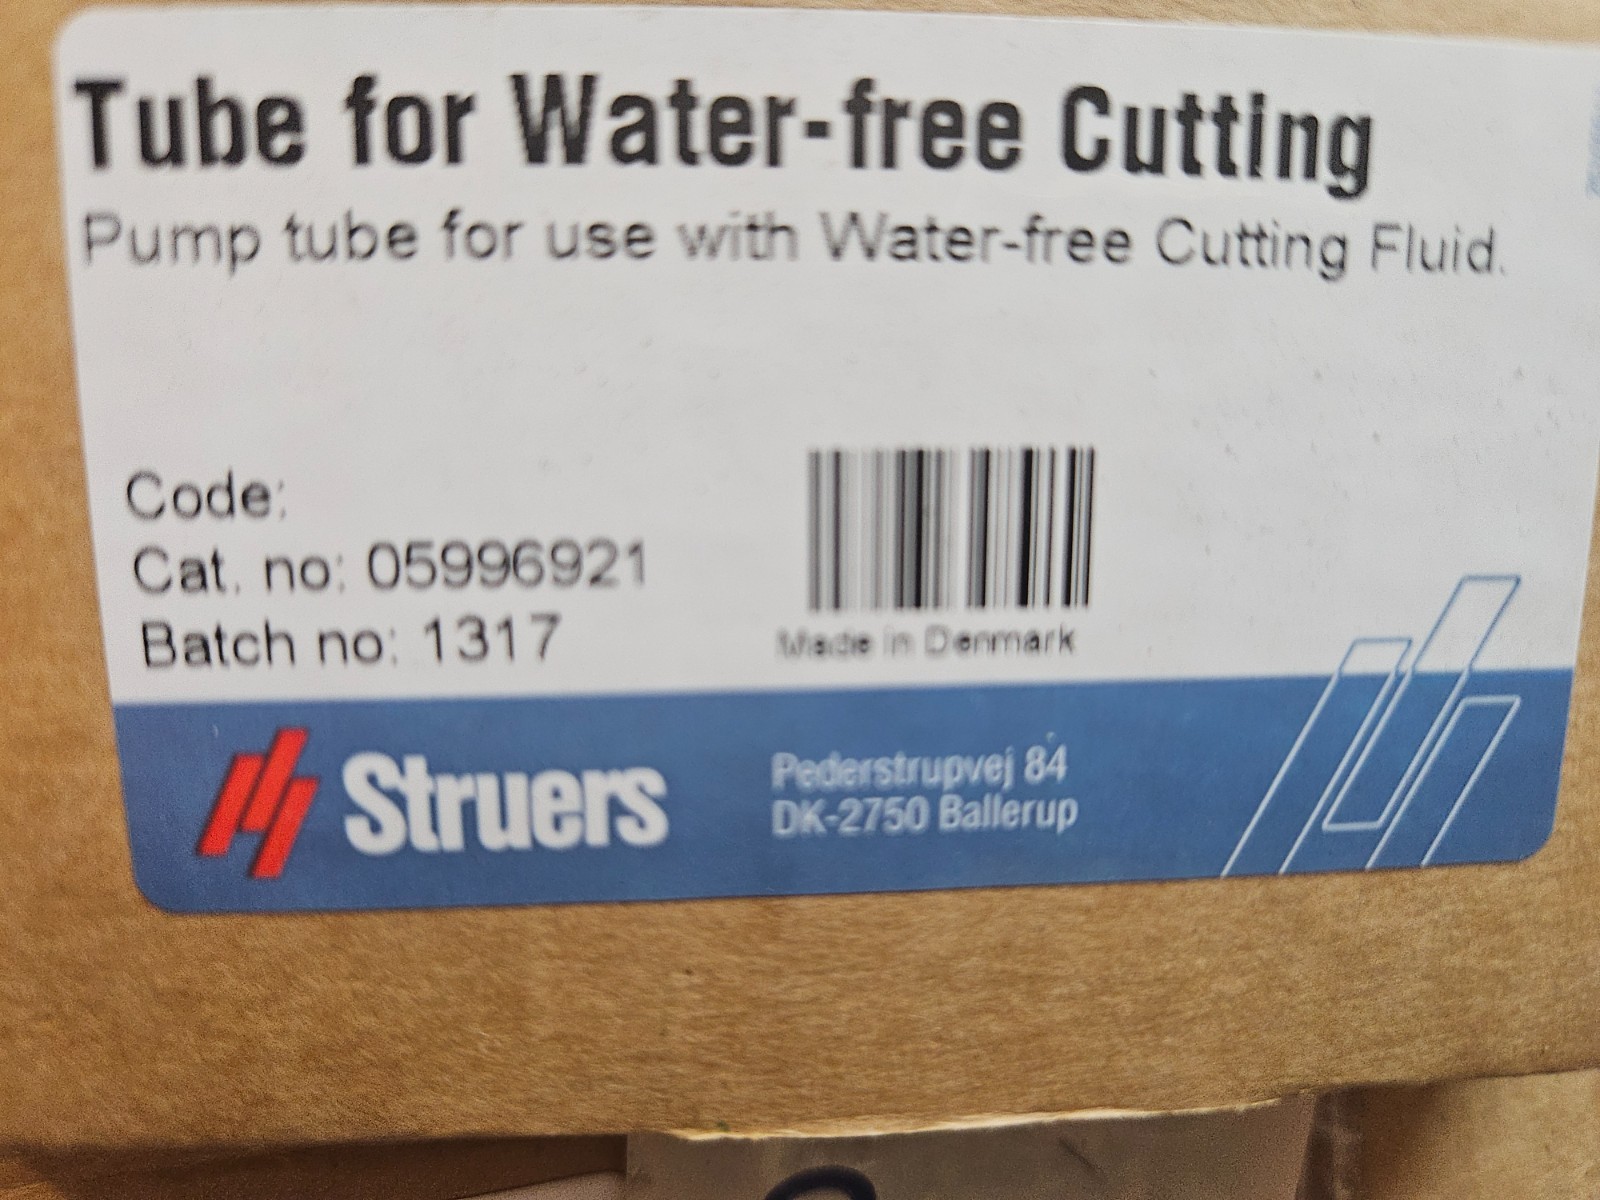 Tube for Water-free Cutting
Pump tube for use with Water-free Cutting Fluid.
Code:
Cat. no: 05996921
Batch no: 1317
Made in Denmark
Struers
Pederstrupvej 84
DK-2750 Ballerup